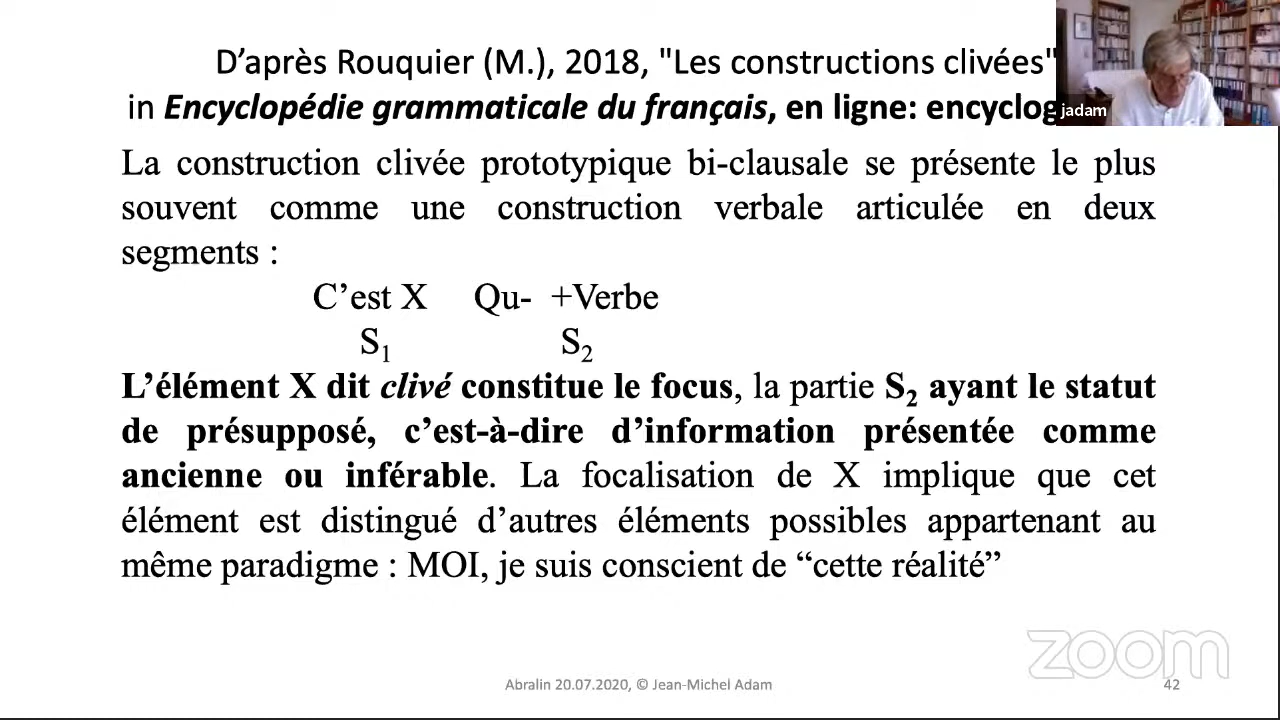 D'après Rouquier (M.), 2018, "Les constructions clivées"
in Encyclopédie grammaticale du français, en ligne: encyclog
jadam
La construction clivée prototypique bi-clausale se présente le plus
souvent comme une construction verbale articulée en deux
segments :
C'est X Qu- +Verbe
S1 S2
L'élément X dit clivé constitue le focus, la partie S2 ayant le statut
de présupposé, c'est-à-dire d'information présentée comme
ancienne ou inférable. La focalisation de X implique que cet
élément est distingué d'autres éléments possibles appartenant au
même paradigme : MOI, je suis conscient de “cette réalité”
zoom
Abralin 20.07.2020, © Jean-Michel Adam
42